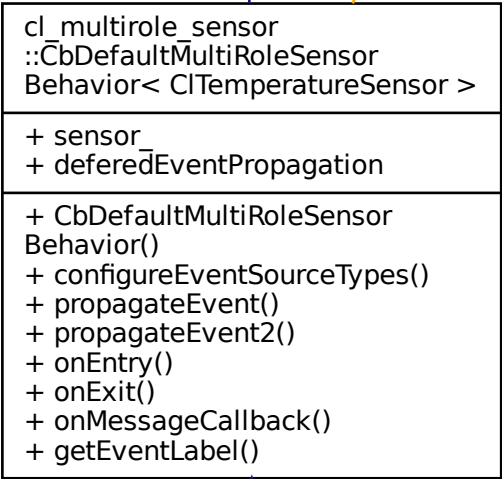 cl_multirole_sensor
::CbDefaultMultiRoleSensor
Behavior< ClTemperatureSensor >
+ sensor_
+ deferedEventPropagation
+ CbDefaultMultiRoleSensor
Behavior()
+ configureEventSourceTypes()
+ propagateEvent()
+ propagateEvent2()
+ onEntry()
+ onExit()
+ onMessageCallback()
+ getEventLabel()